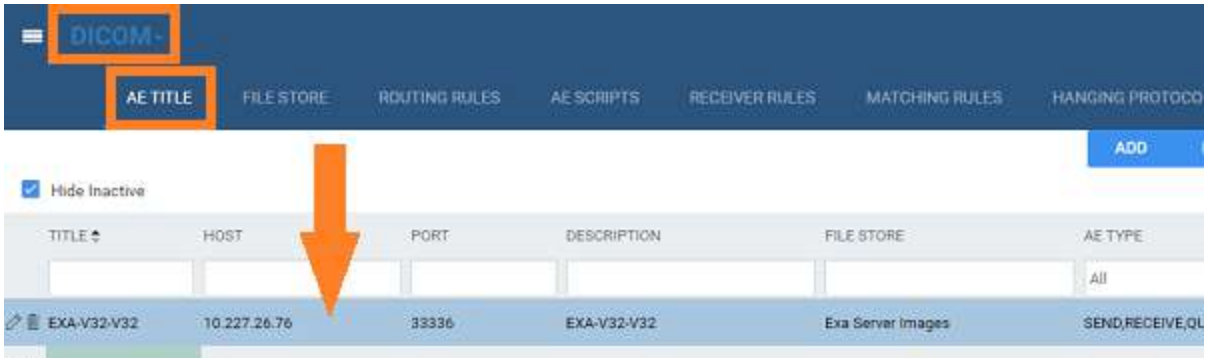 DICOM
AE TITLE FILE STORE ROUTING RULES AE SCRIPTS RECEIVER RULES MATCHING RULES HANGING PROTOCO
ADD
Hide Inactive
TITLE HOST PORT DESCRIPTION FILE STORE AE TYPE
All
EXA-V32-V32 10.227.26.76 33336 EXA-V32-V32 Exa Server Images SEND,RECEIVE,QU